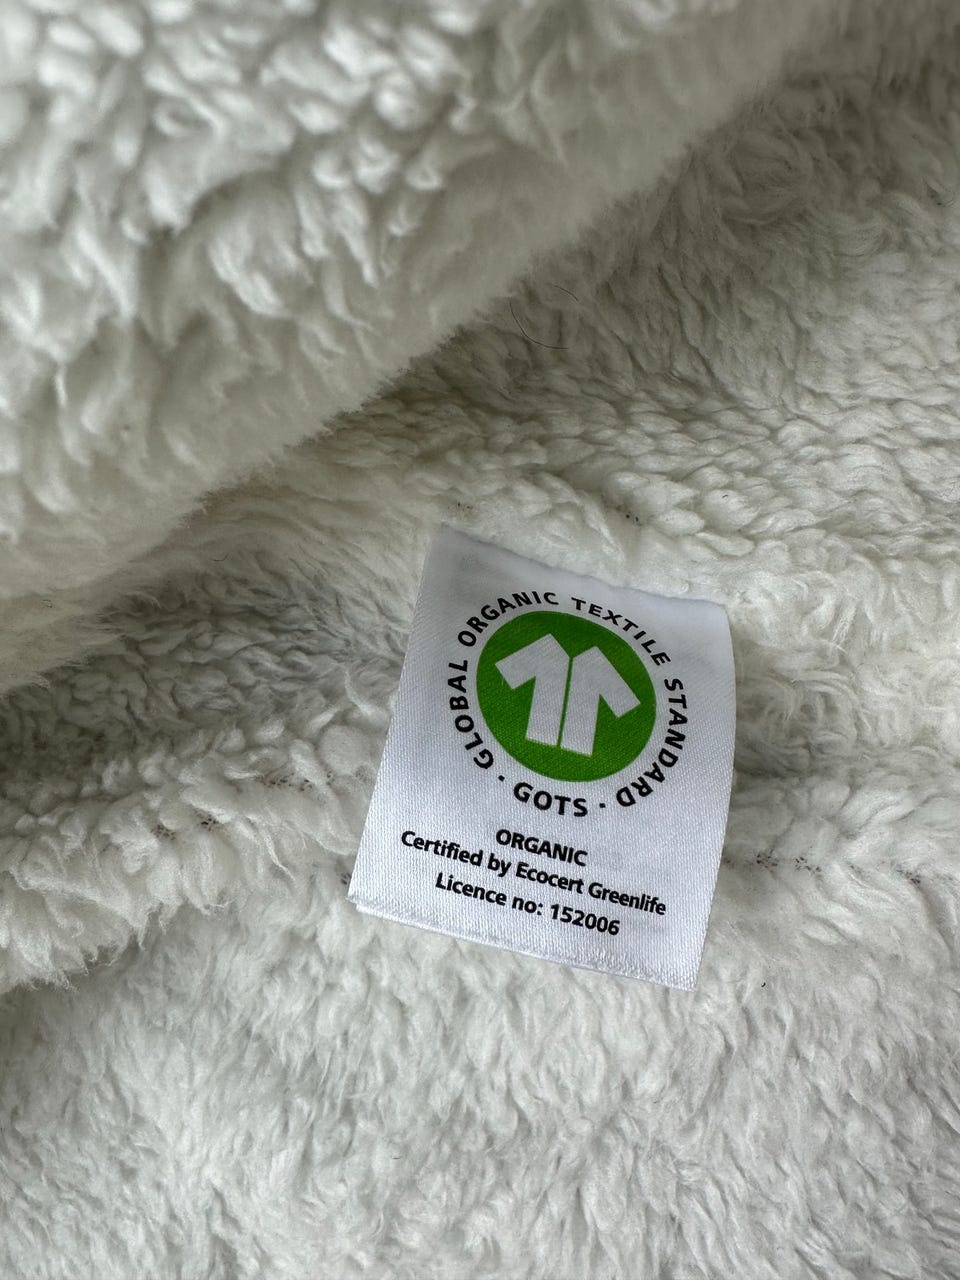 GLOBAL ORGANIC TEXTILE STANDARD · GOTS ·
ORGANIC
Certified by Ecocert Greenlife
Licence no: 152006